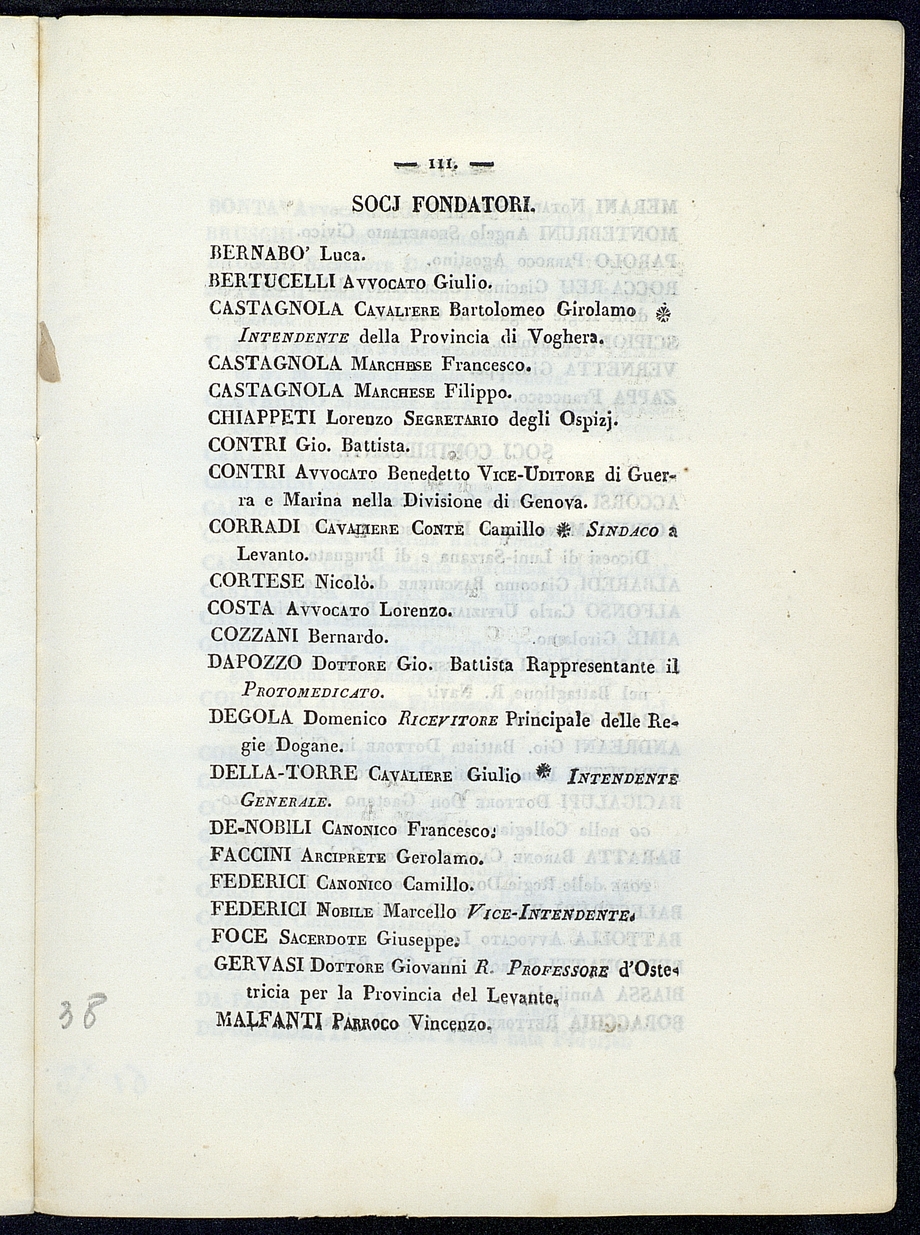 — III. —
SOCJ FONDATORI.
BERNABO' Luca.
BERTUCELLI AVVOCATO Giulio.
CASTAGNOLA CAVALIERE Bartolomeo Girolamo ❉
INTENDENTE della Provincia di Voghera.
CASTAGNOLA MARCHESE Francesco.
CASTAGNOLA MARCHESE Filippo.
CHIAPPETI Lorenzo SEGRETARIO degli Ospizj.
CONTRI Gio. Battista.
CONTRI AVVOCATO Benedetto VICE-UDITORE di Guer-
ra e Marina nella Divisione di Genova.
CORRADI CAVALIERE CONTE Camillo ❉ SINDACO a
Levanto.
CORTESE Nicolò.
COSTA AVVOCATO Lorenzo.
COZZANI Bernardo.
DAPOZZO DOTTORE Gio. Battista Rappresentante il
PROTOMEDICATO.
DEGOLA Domenico RICEVITORE Principale delle Re-
gie Dogane.
DELLA-TORRE CAVALIERE Giulio ❉ INTENDENTE
GENERALE.
DE-NOBILI CANONICO Francesco.
FACCINI ARCIPRETE Gerolamo.
FEDERICI CANONICO Camillo.
FEDERICI NOBILE Marcello VICE-INTENDENTE.
FOCE SACERDOTE Giuseppe.
GERVASI DOTTORE Giovanni R. PROFESSORE d'Oste-
tricia per la Provincia del Levante.
MALFANTI PARROCO Vincenzo.
38